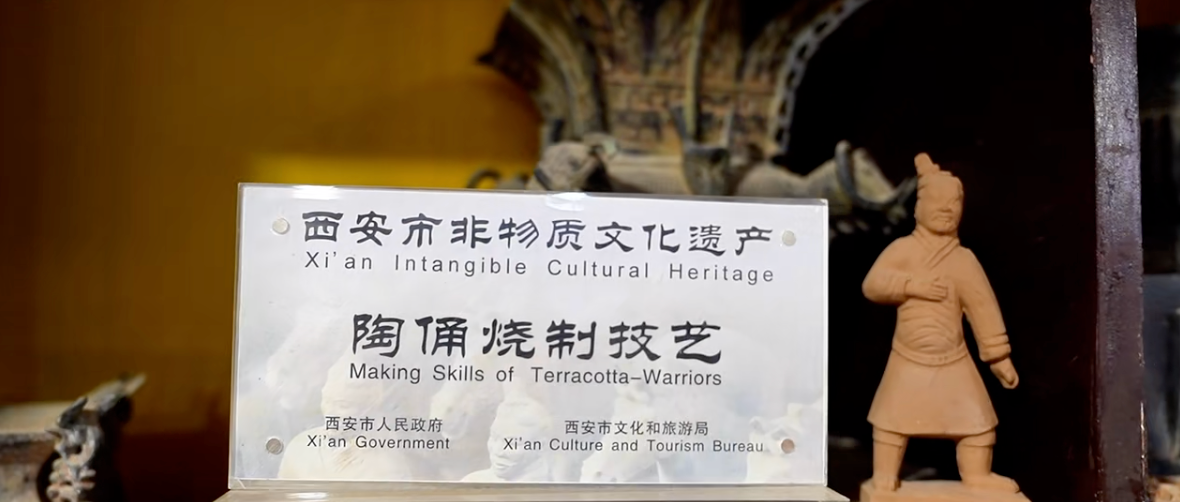 西安市非物质文化遗产
Xi'an Intangible Cultural Heritage
陶俑烧制技艺
Making Skills of Terracotta-Warriors
西安市人民政府
Xi'an Government
西安市文化和旅游局
Xi'an Culture and Tourism Bureau